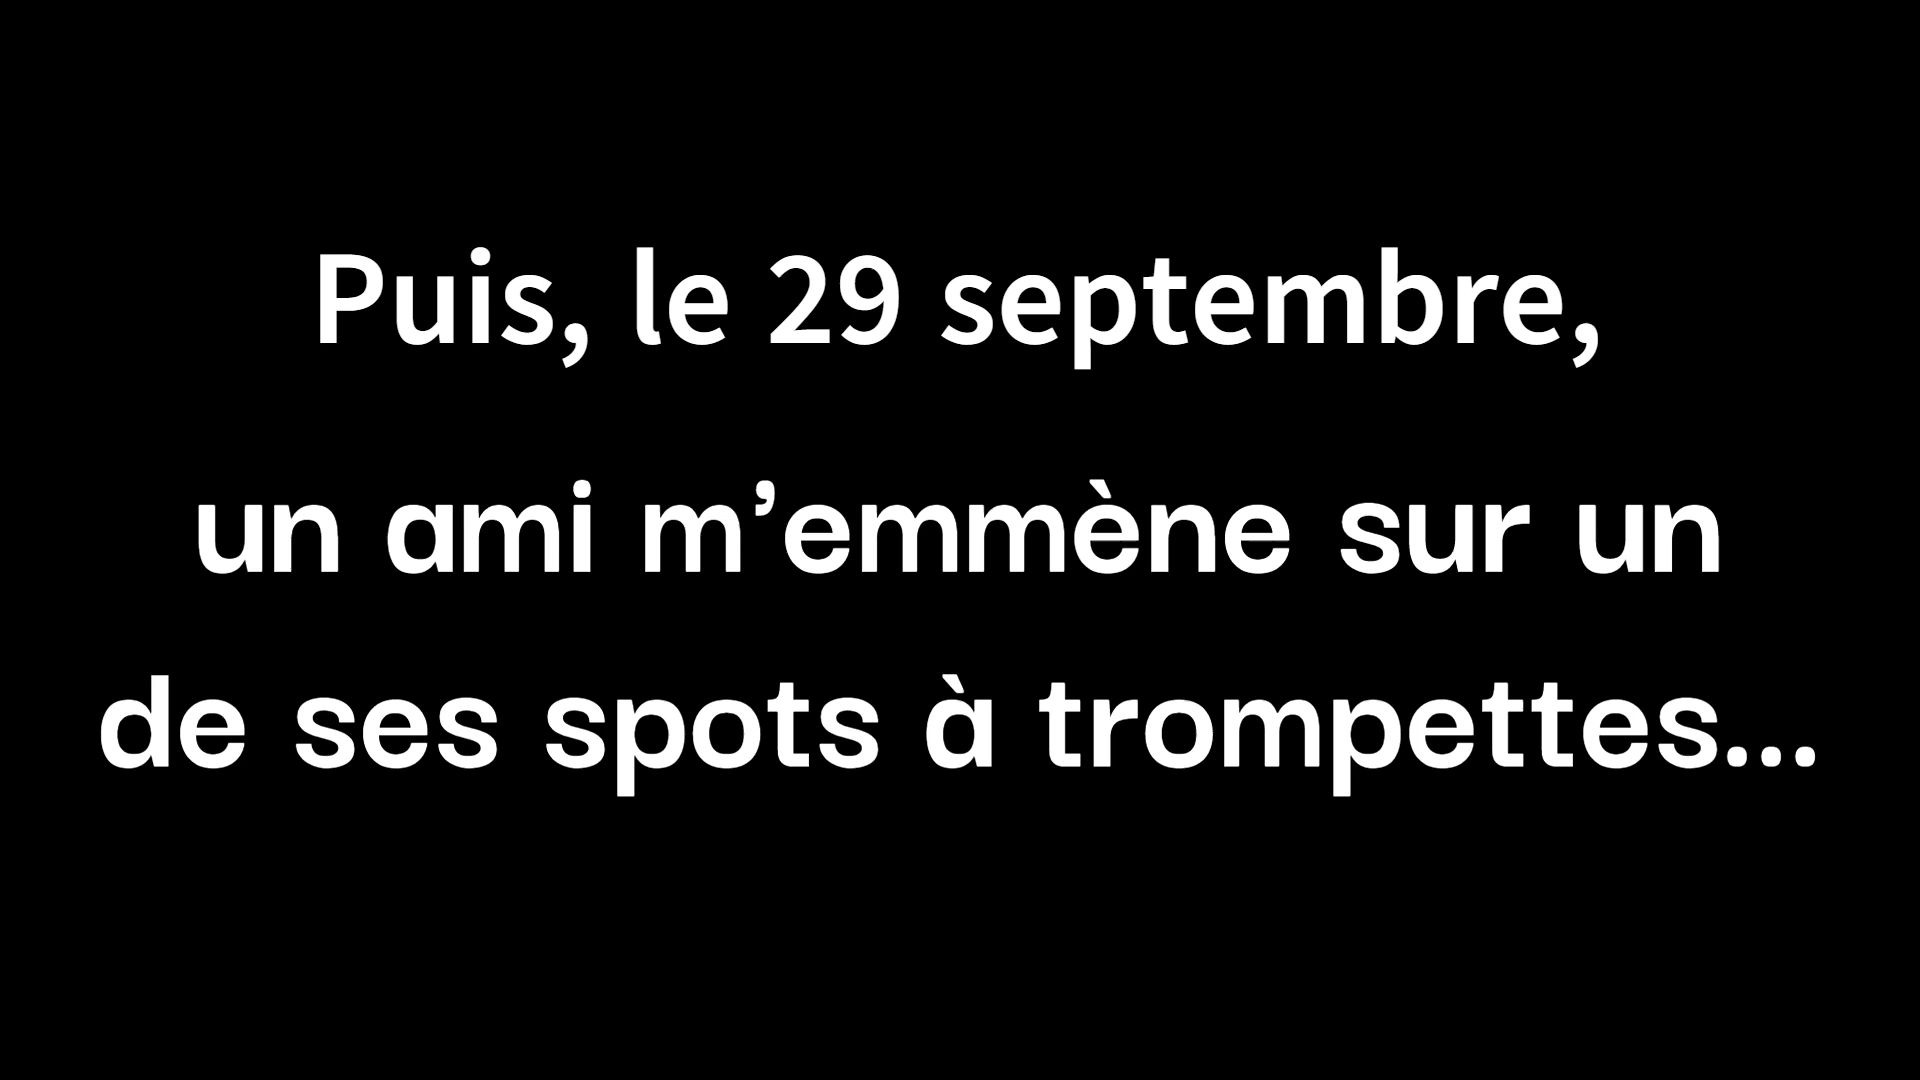 Puis, le 29 septembre,
un ami m’emmène sur un
de ses spots à trompettes...